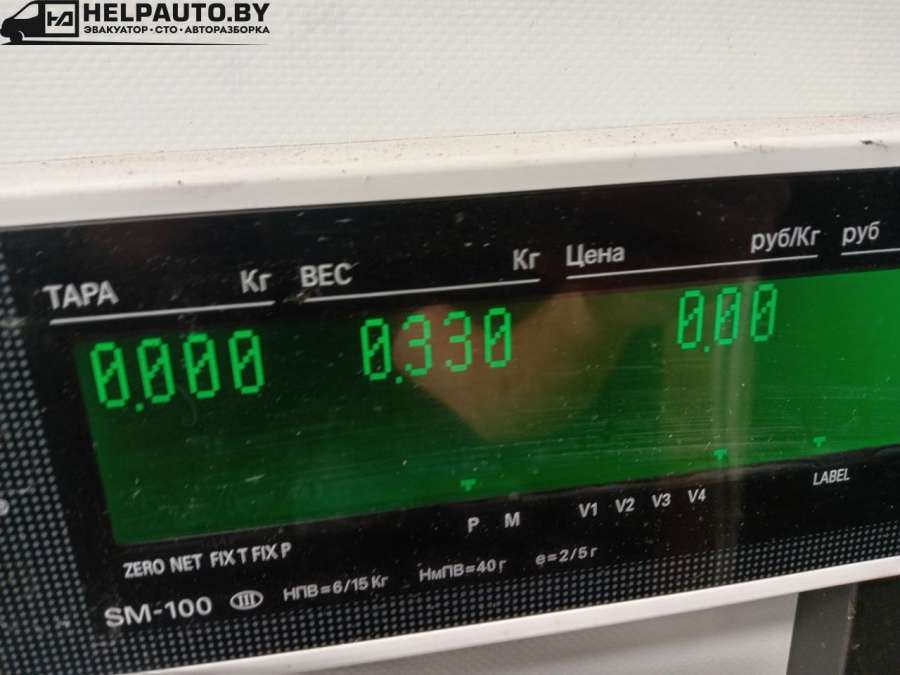 HELPAUTO.BY
ЭВАКУАТОР·СТО·АВТОРАЗБОРКА
ТАРА Кг ВЕС Кг Цена руб/Кг руб
0.000 0.330 0.00
P M V1 V2 V3 V4 LABEL
ZERO NET FIX T FIX P
SM-100 III НПВ=6/15 Кг НмПВ=40 г e=2/5 г